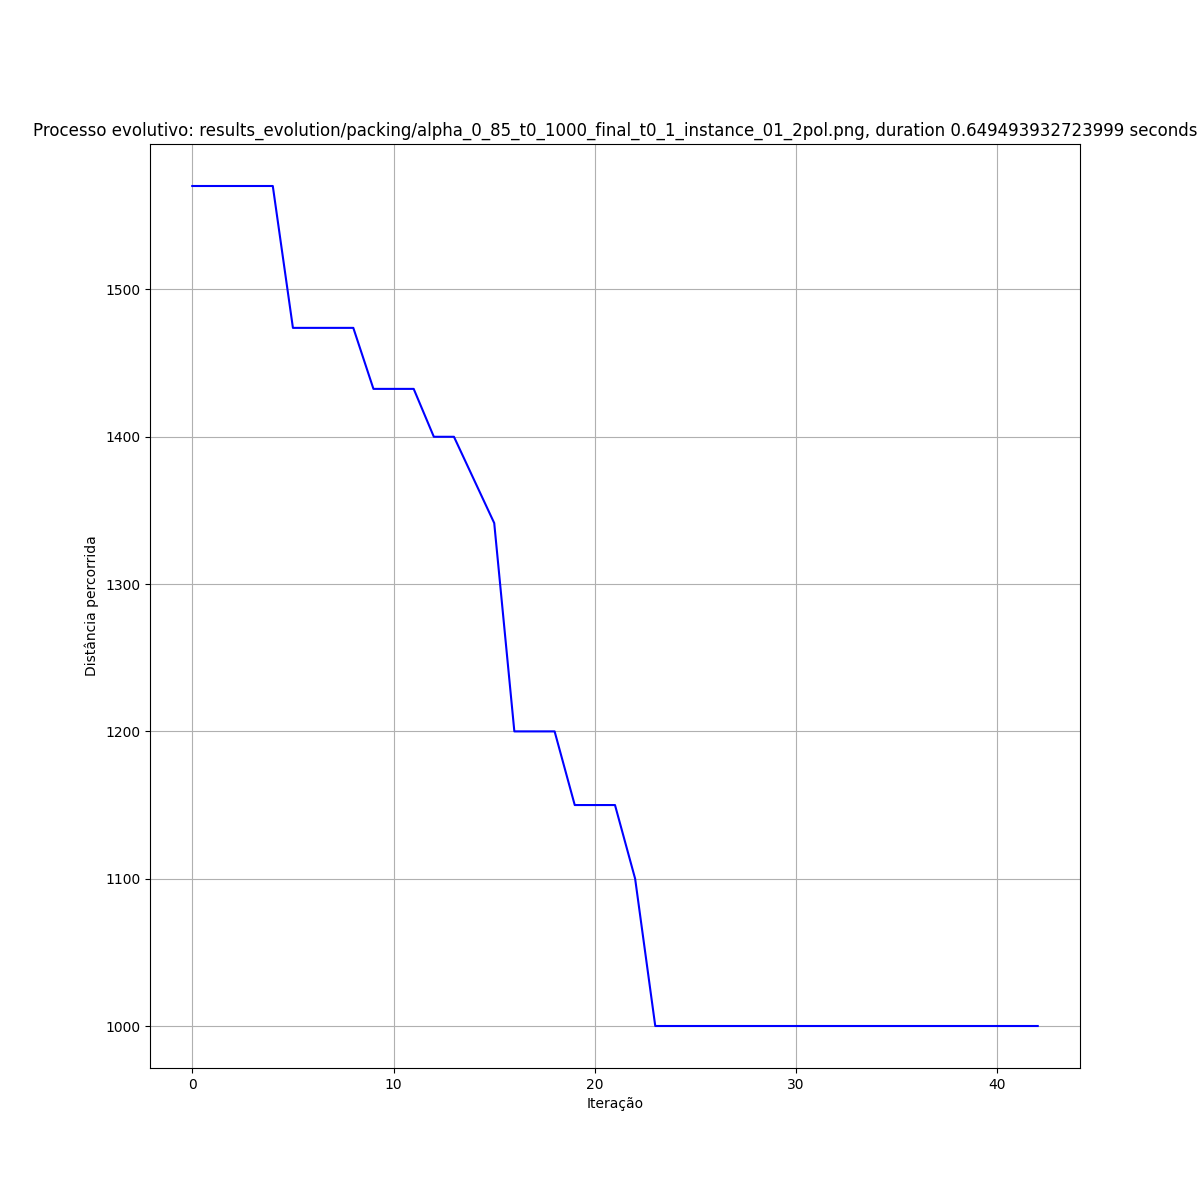 Processo evolutivo: results_evolution/packing/alpha_0_85_t0_1000_final_t0_1_instance_01_2pol.png, duration 0.649493932723999 seconds
1500
1400
1300
1200
1100
1000
Distância percorrida
0 10 20 30 40
Iteração